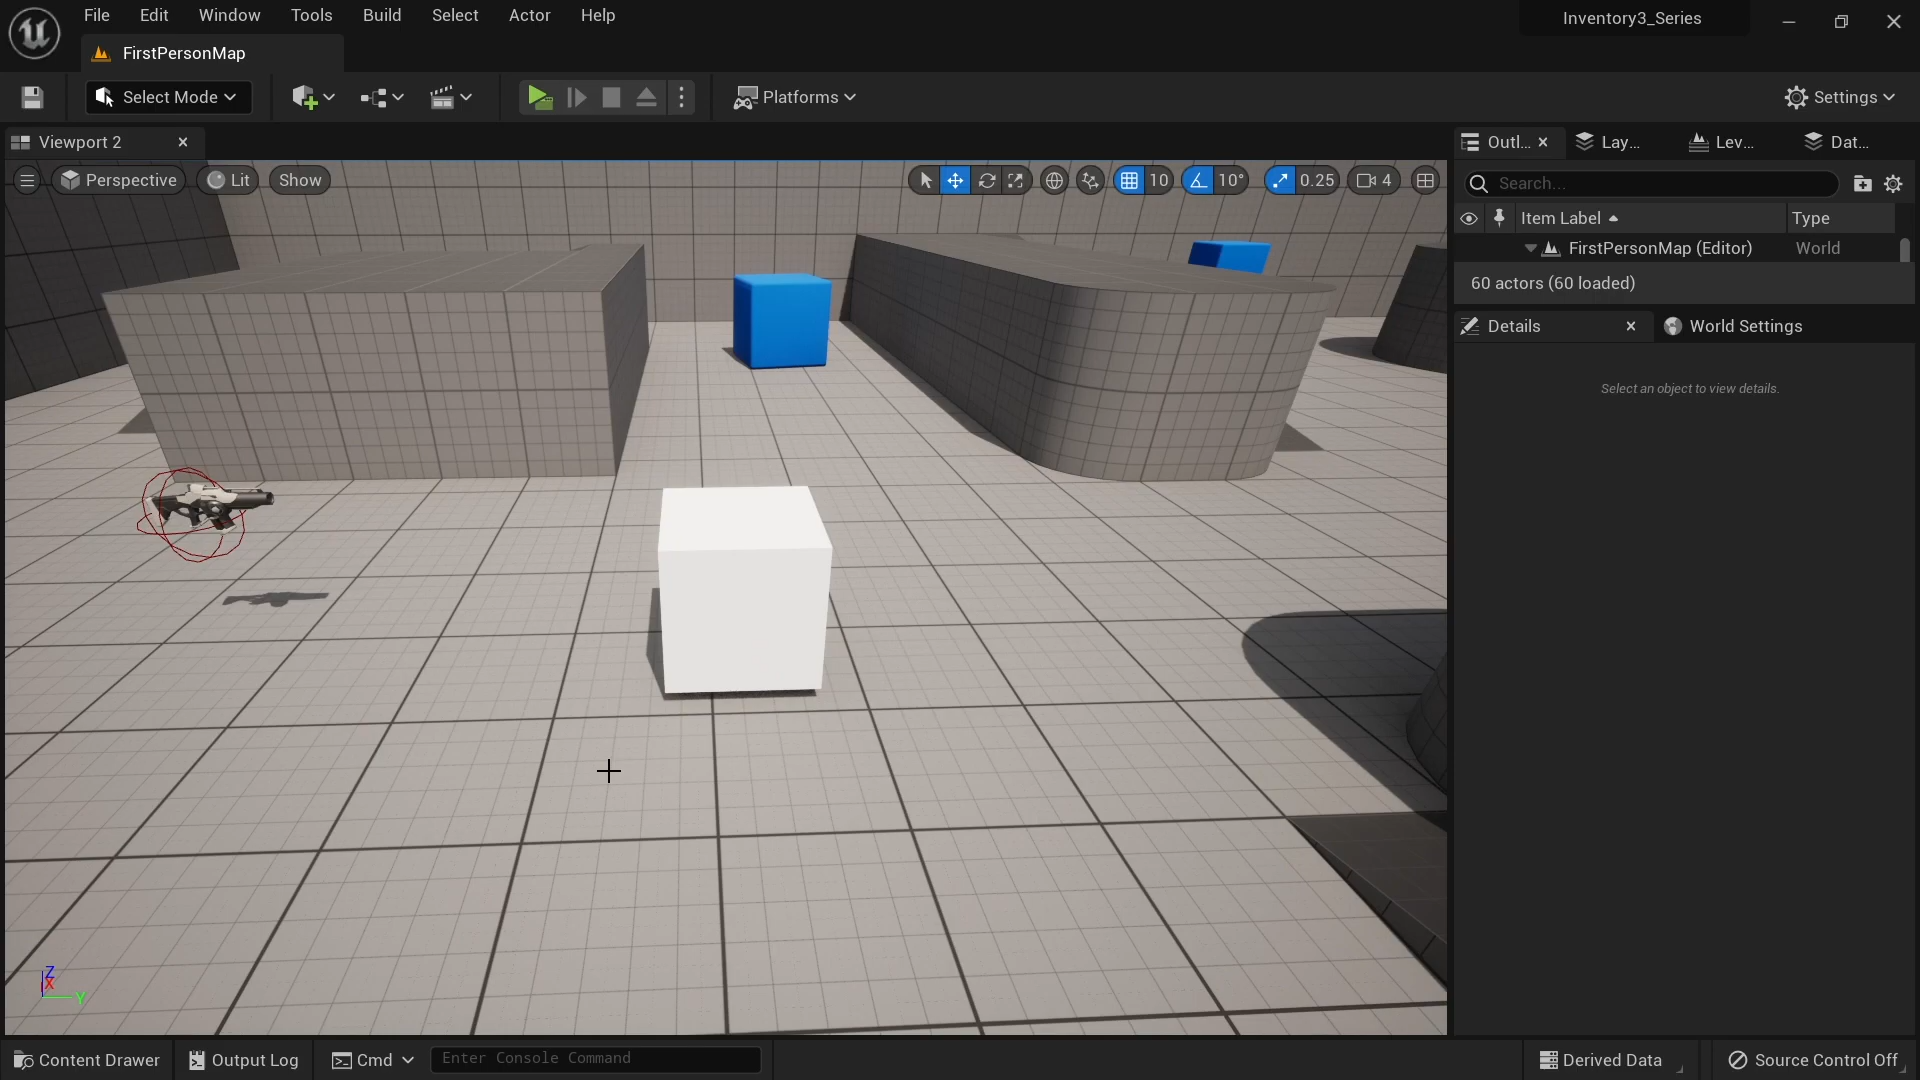 File Edit Window Tools Build Select Actor Help
Inventory3_Series
FirstPersonMap
Select Mode
Platforms
Settings
Viewport 2
Outl...
Lay...
Lev...
Dat...
Perspective Lit Show
10 10° 0.25 4
Search...
Item Label Type
FirstPersonMap (Editor) World
60 actors (60 loaded)
Details World Settings
Select an object to view details.
Z
X
Y
Content Drawer Output Log Cmd Enter Console Command Derived Data Source Control Off